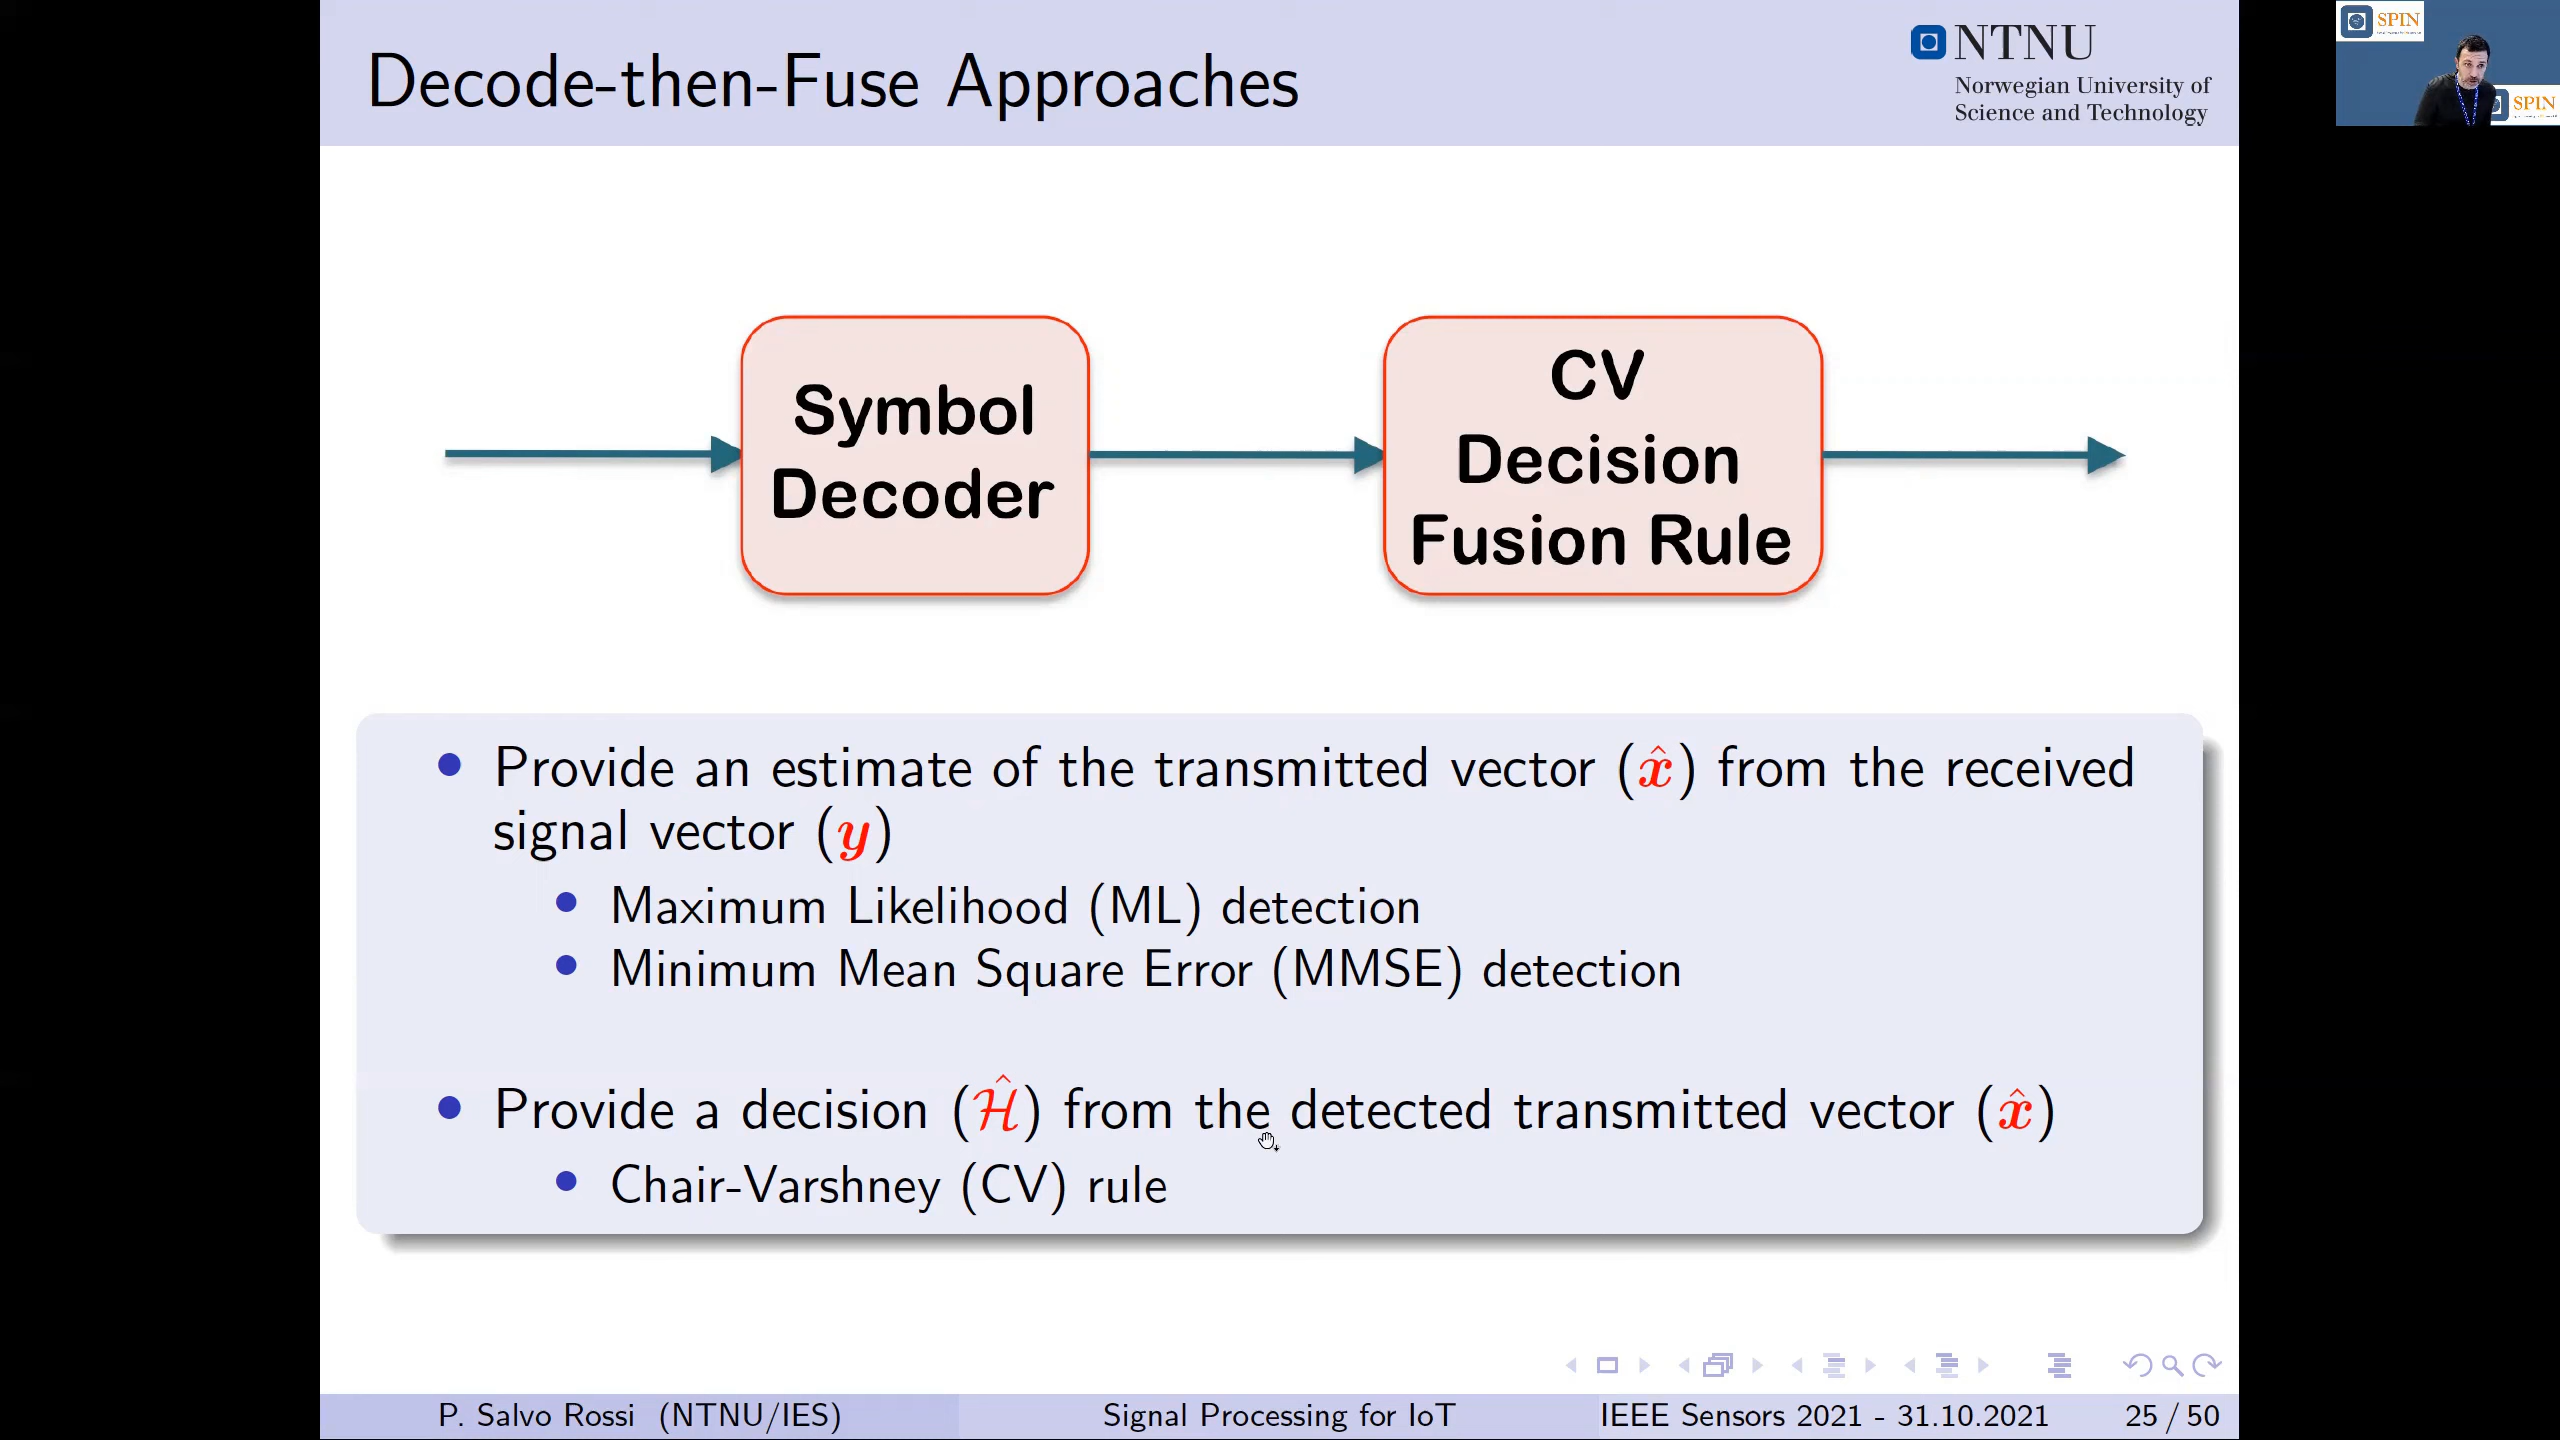 Decode-then-Fuse Approaches
NTNU
Norwegian University of
Science and Technology
SPIN
SPIN
Symbol
Decoder
CV
Decision
Fusion Rule
Provide an estimate of the transmitted vector (x̂) from the received
signal vector (y)
Maximum Likelihood (ML) detection
Minimum Mean Square Error (MMSE) detection
Provide a decision (Ĥ) from the detected transmitted vector (x̂)
Chair-Varshney (CV) rule
P. Salvo Rossi (NTNU/IES) Signal Processing for IoT IEEE Sensors 2021 - 31.10.2021 25 / 50